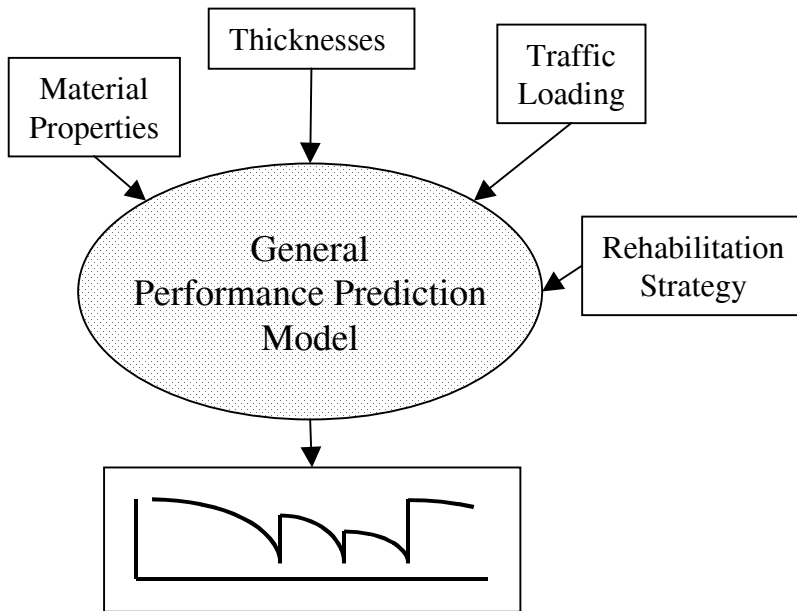 Thicknesses
Traffic
Loading
Material
Properties
General
Performance Prediction
Model
Rehabilitation
Strategy